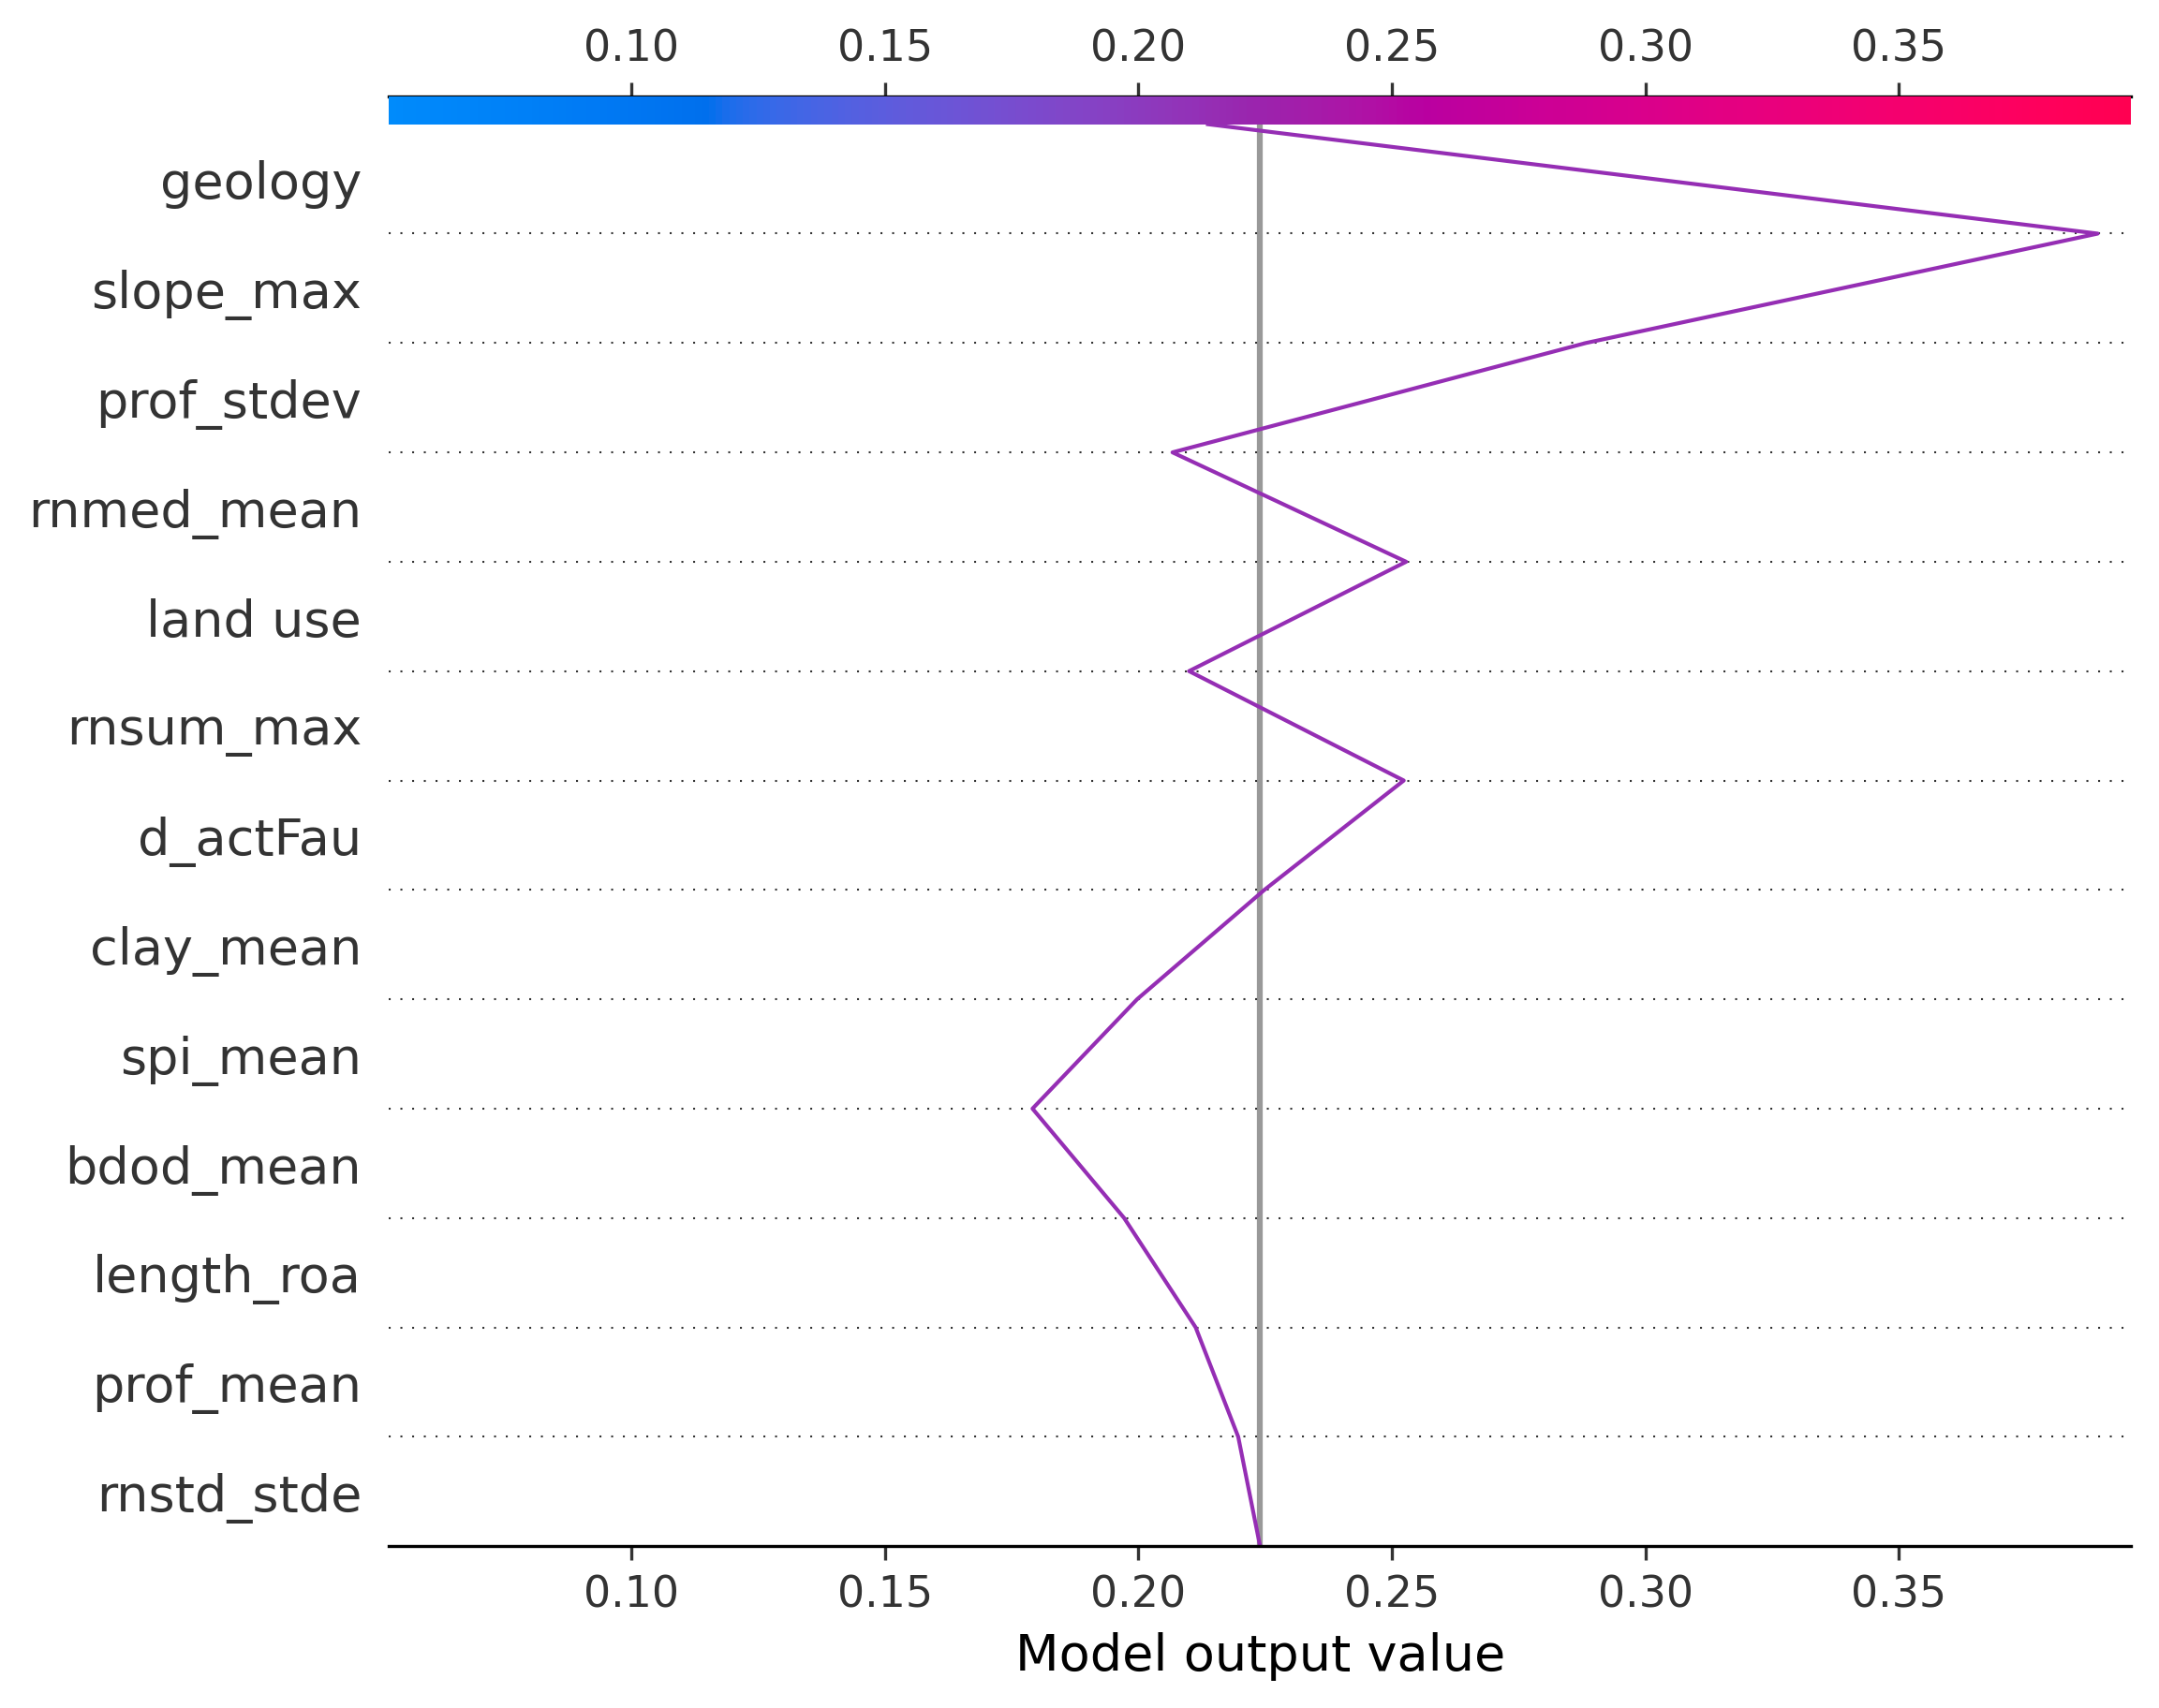 0.10 0.15 0.20 0.25 0.30 0.35
geology
slope_max
prof_stdev
rnmed_mean
land use
rnsum_max
d_actFau
clay_mean
spi_mean
bdod_mean
length_roa
prof_mean
rnstd_stde
0.10 0.15 0.20 0.25 0.30 0.35
Model output value